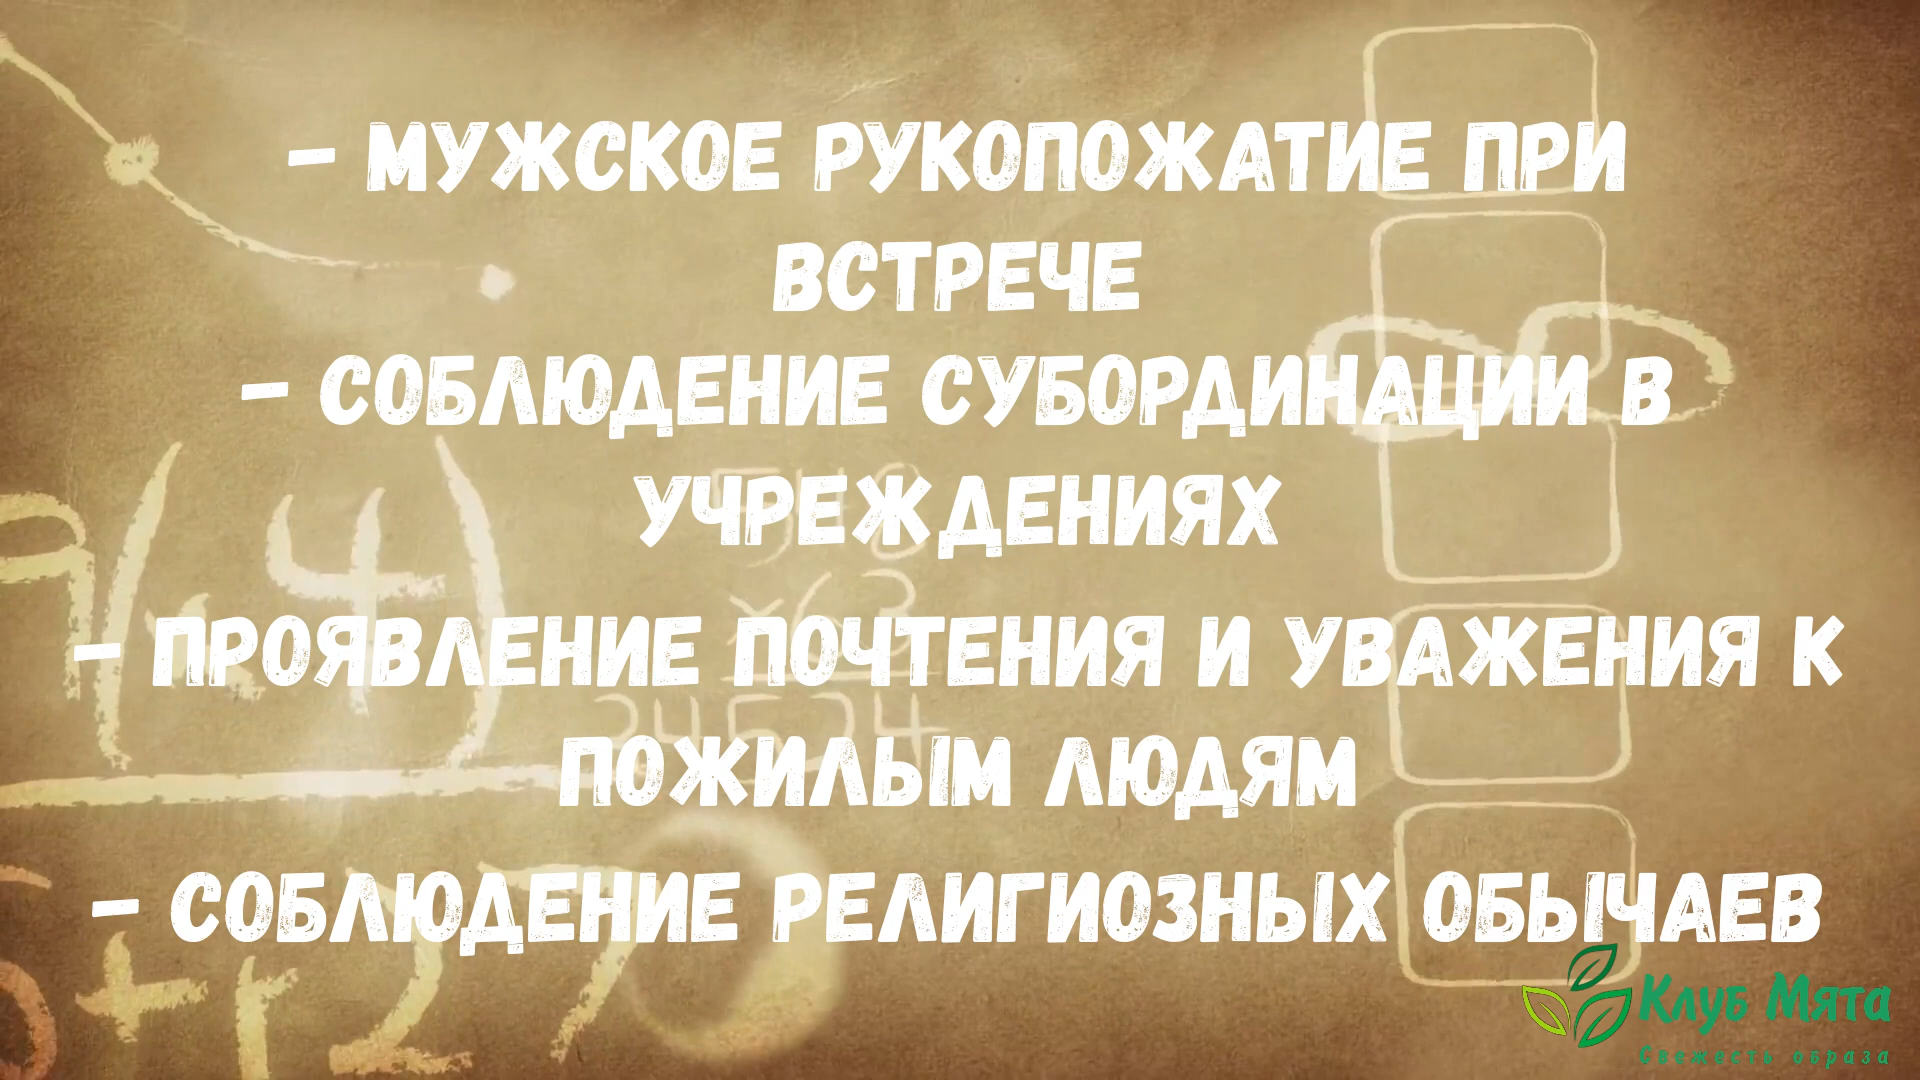 - МУЖСКОЕ РУКОПОЖАТИЕ ПРИ
ВСТРЕЧЕ
- СОБЛЮДЕНИЕ СУБОРДИНАЦИИ В
УЧРЕЖДЕНИЯХ
- ПРОЯВЛЕНИЕ ПОЧТЕНИЯ И УВАЖЕНИЯ К
ПОЖИЛЫМ ЛЮДЯМ
- СОБЛЮДЕНИЕ РЕЛИГИОЗНЫХ ОБЫЧАЕВ
Клуб Мята
Свежесть образа